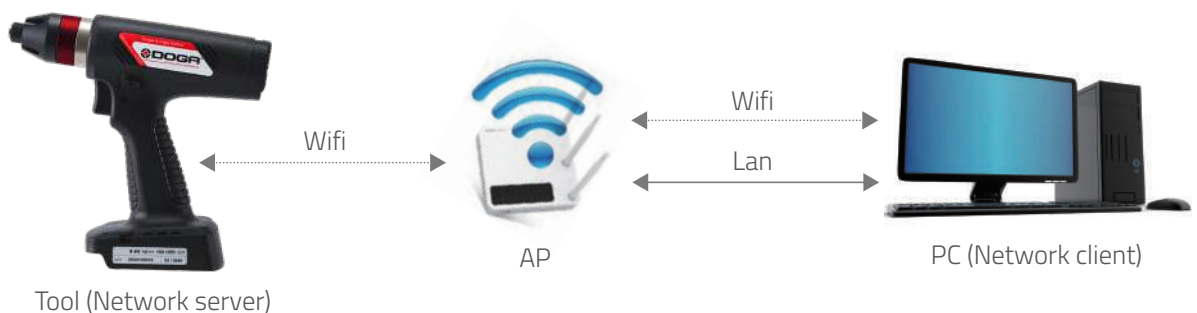 DOGA
Wifi
Wifi
Lan
AP
PC (Network client)
Tool (Network server)